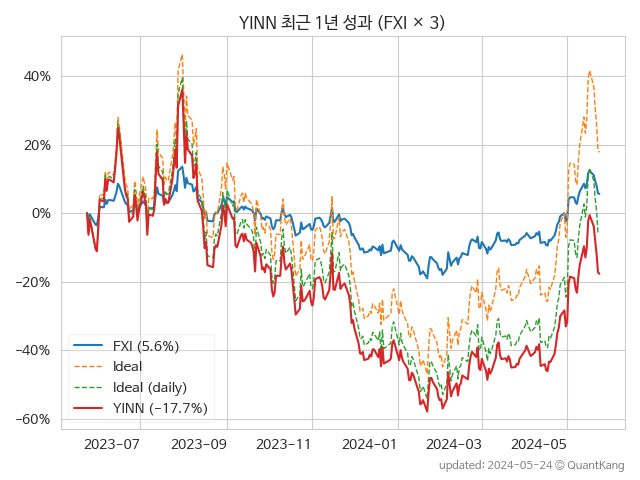 YINN 최근 1년 성과 (FXI × 3)
40%
20%
0%
−20%
−40%
−60%
FXI (5.6%)
Ideal
Ideal (daily)
YINN (−17.7%)
2023-07
2023-09
2023-11
2024-01
2024-03
2024-05
updated: 2024-05-24 © QuantKang